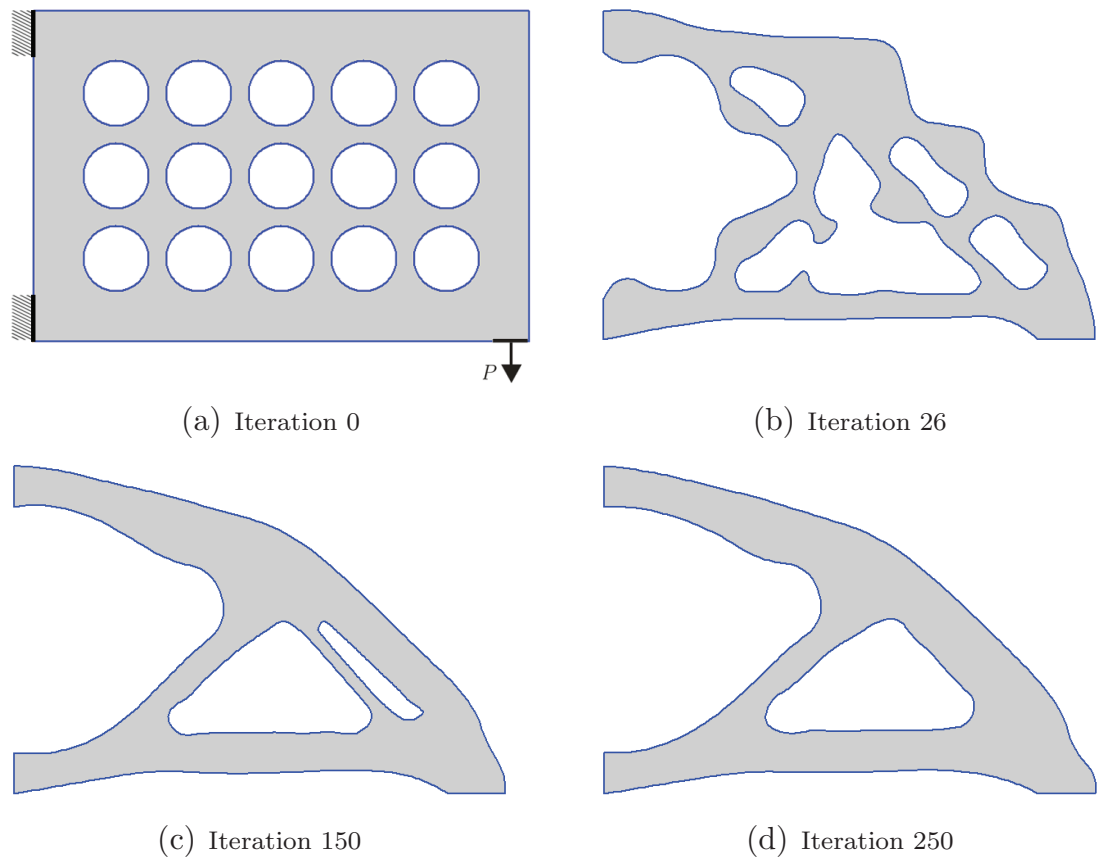 P
(a) Iteration 0
(b) Iteration 26
(c) Iteration 150
(d) Iteration 250